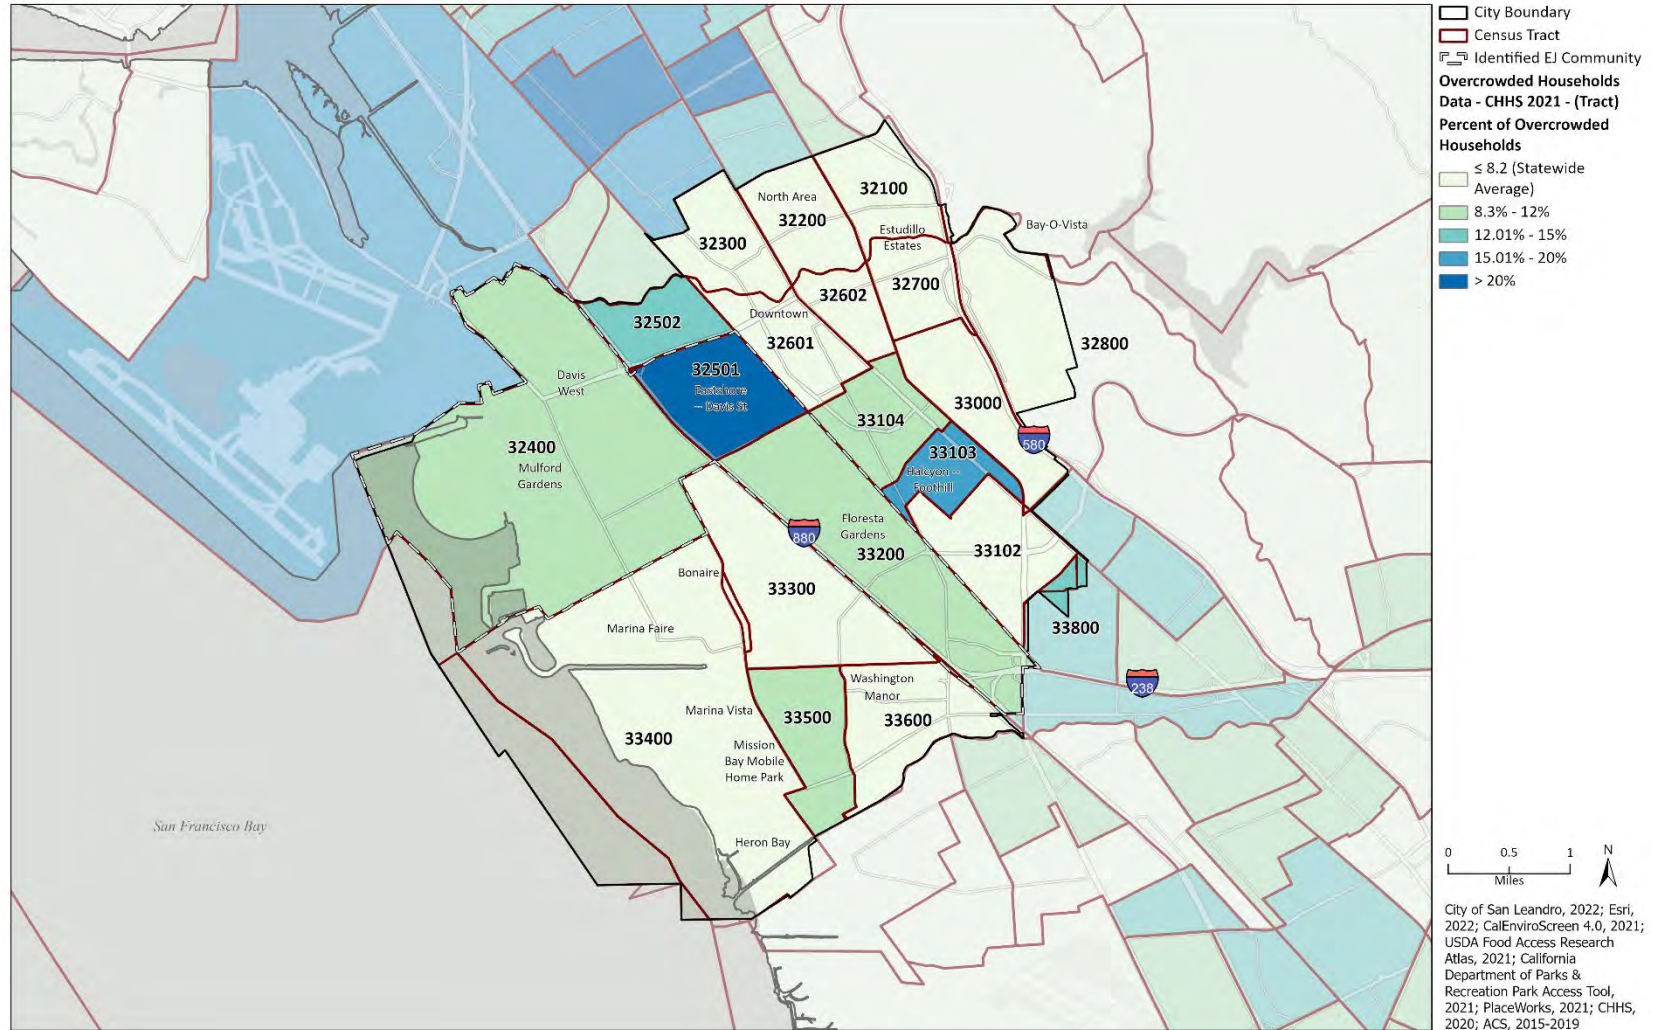 City Boundary
Census Tract
Identified EJ Community
Overcrowded Households
Data - CHHS 2021 - (Tract)
Percent of Overcrowded
Households
≤ 8.2 (Statewide
Average)
8.3% - 12%
12.01% - 15%
15.01% - 20%
> 20%
32100
North Area
32200
Estudillo
Estates
Bay-O-Vista
32300
32700
32602
32502
Downtown
32601
32800
32501
Eastshore
-- Davis St
Davis
West
33000
33104
580
32400
Mulford
Gardens
33103
Halcyon --
Foothill
880
Floresta
Gardens
33200
33102
Bonaire
33300
Marina Faire
33800
238
Washington
Manor
Marina Vista
33500
33600
33400
Mission
Bay Mobile
Home Park
San Francisco Bay
Heron Bay
0 0.5 1
Miles
N
City of San Leandro, 2022; Esri,
2022; CalEnviroScreen 4.0, 2021;
USDA Food Access Research
Atlas, 2021; California
Department of Parks &
Recreation Park Access Tool,
2021; PlaceWorks, 2021; CHHS,
2020; ACS, 2015-2019